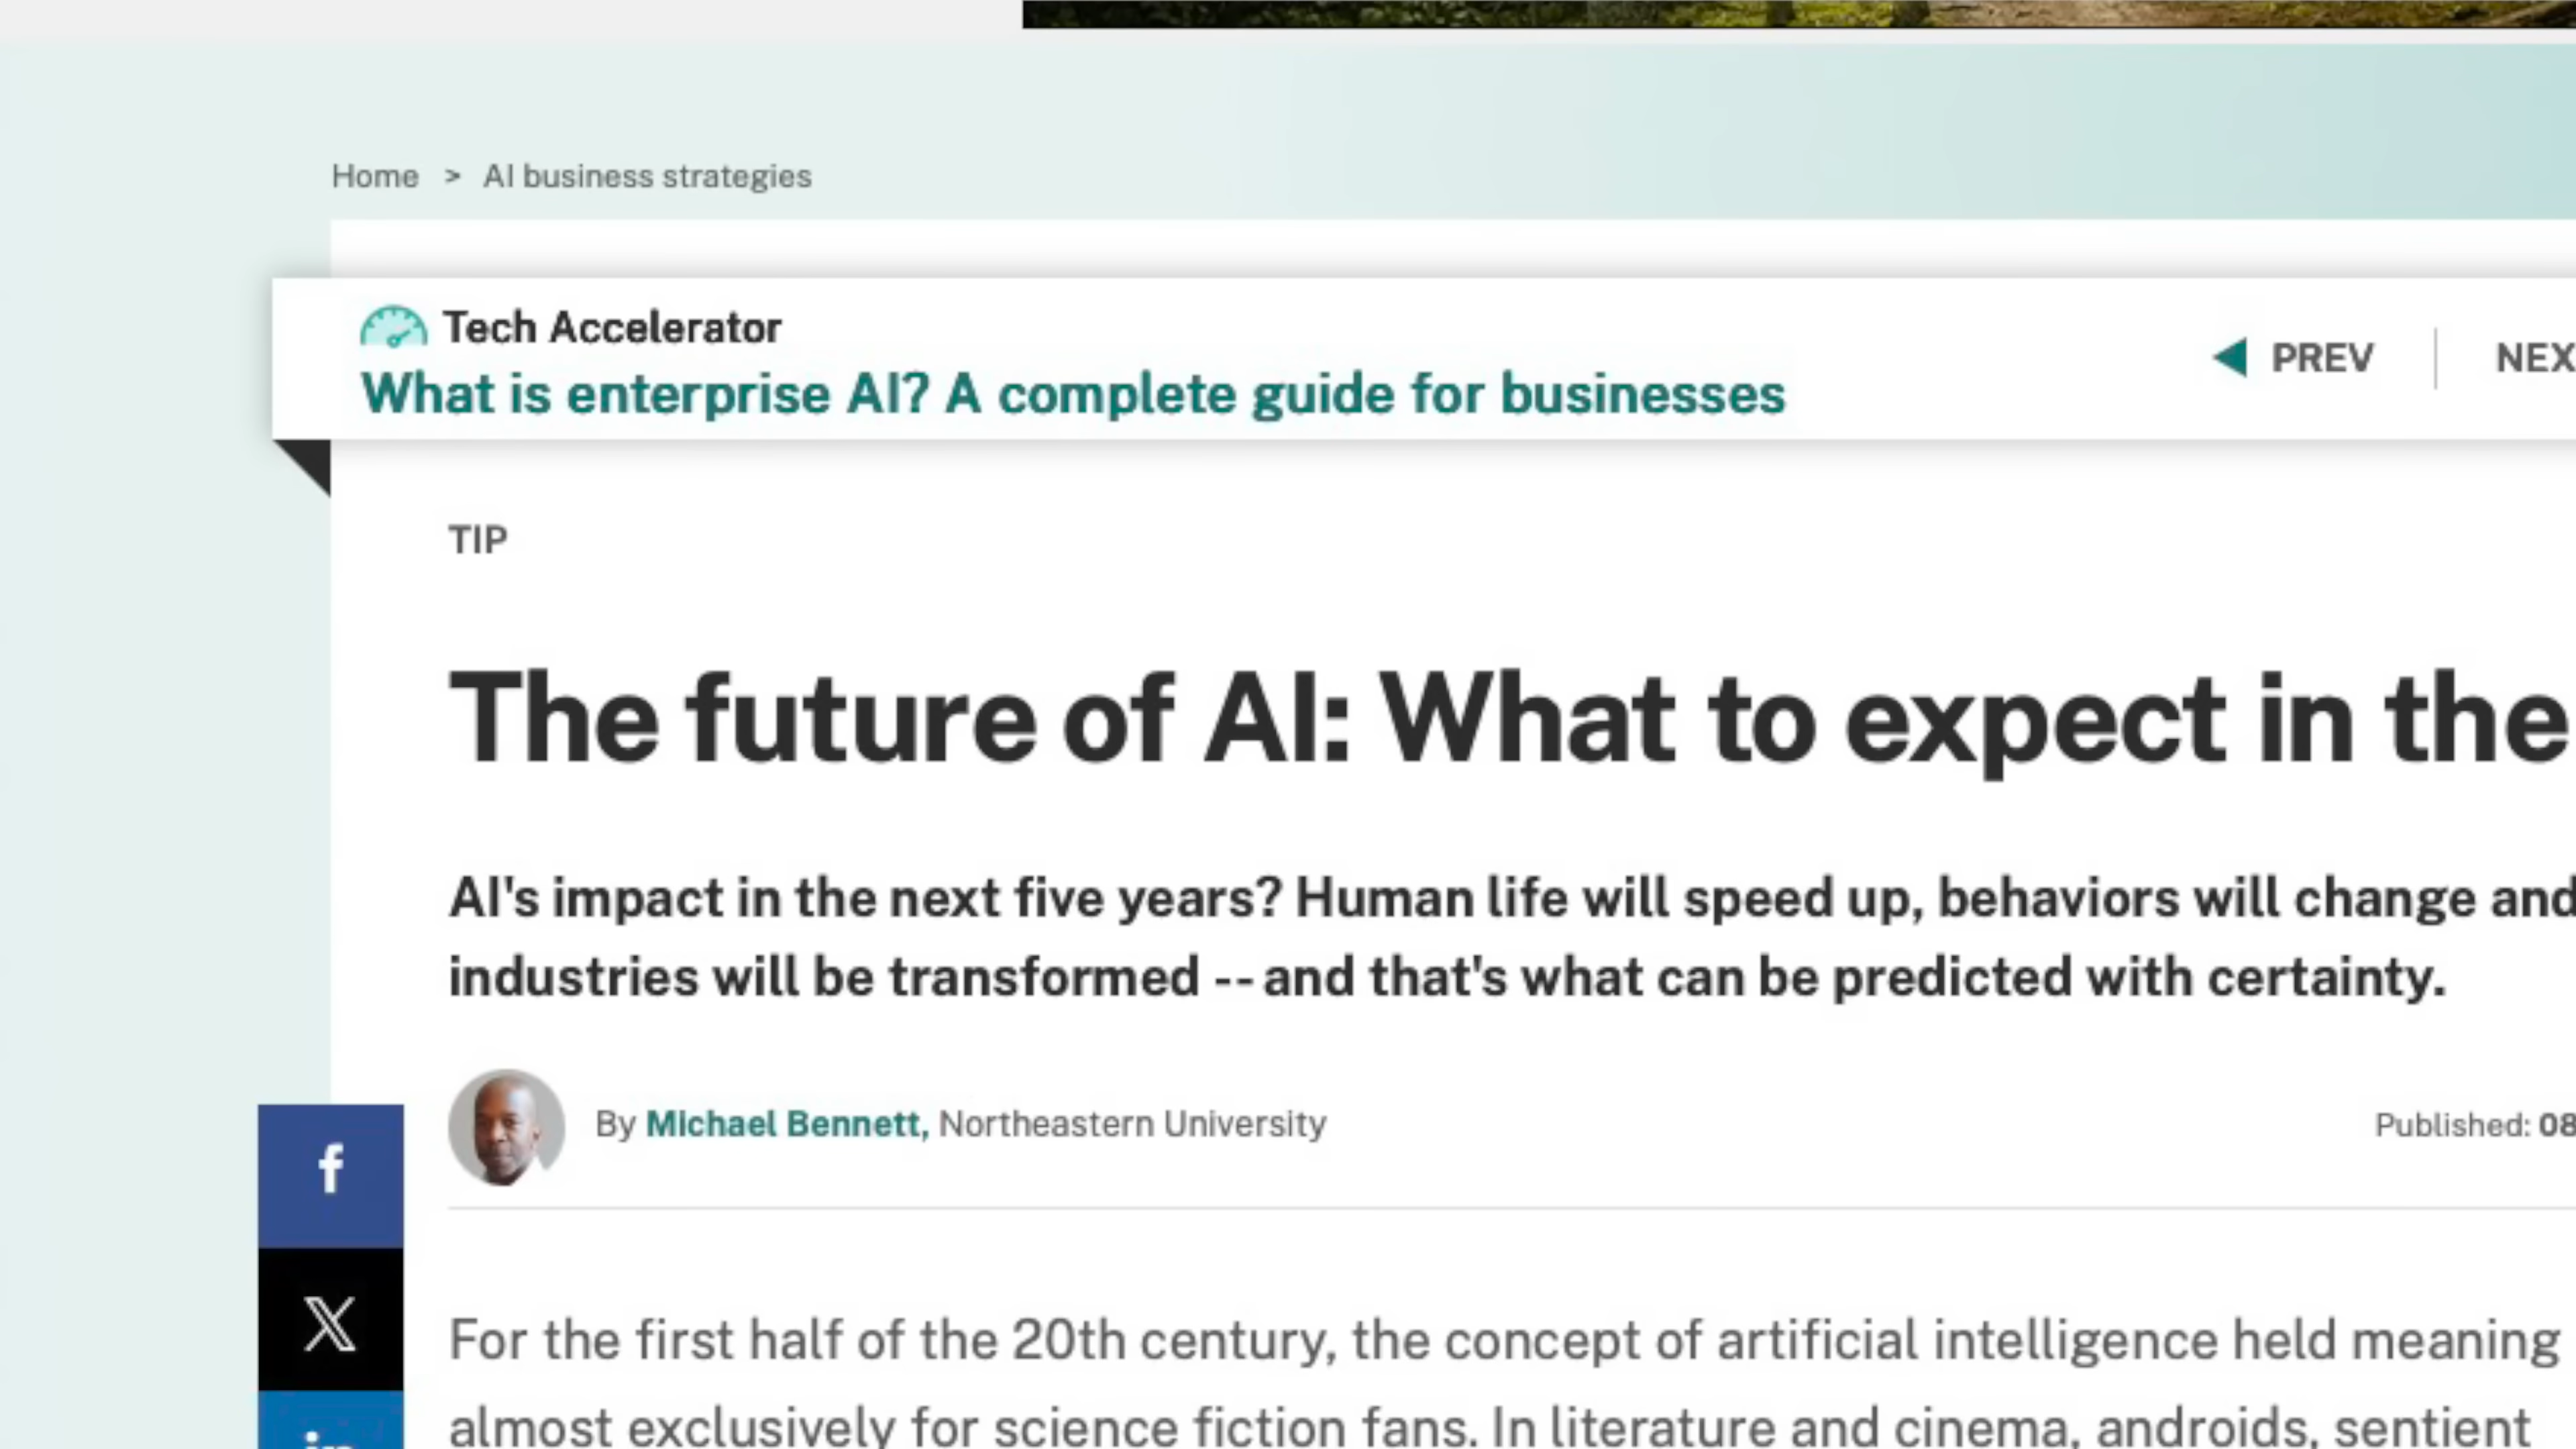 Home > AI business strategies
Tech Accelerator
What is enterprise AI? A complete guide for businesses
PREV
NEX
TIP
The future of AI: What to expect in the
AI's impact in the next five years? Human life will speed up, behaviors will change and
industries will be transformed -- and that's what can be predicted with certainty.
By Michael Bennett, Northeastern University
Published: 08
f
X
in
For the first half of the 20th century, the concept of artificial intelligence held meaning
almost exclusively for science fiction fans. In literature and cinema, androids, sentient